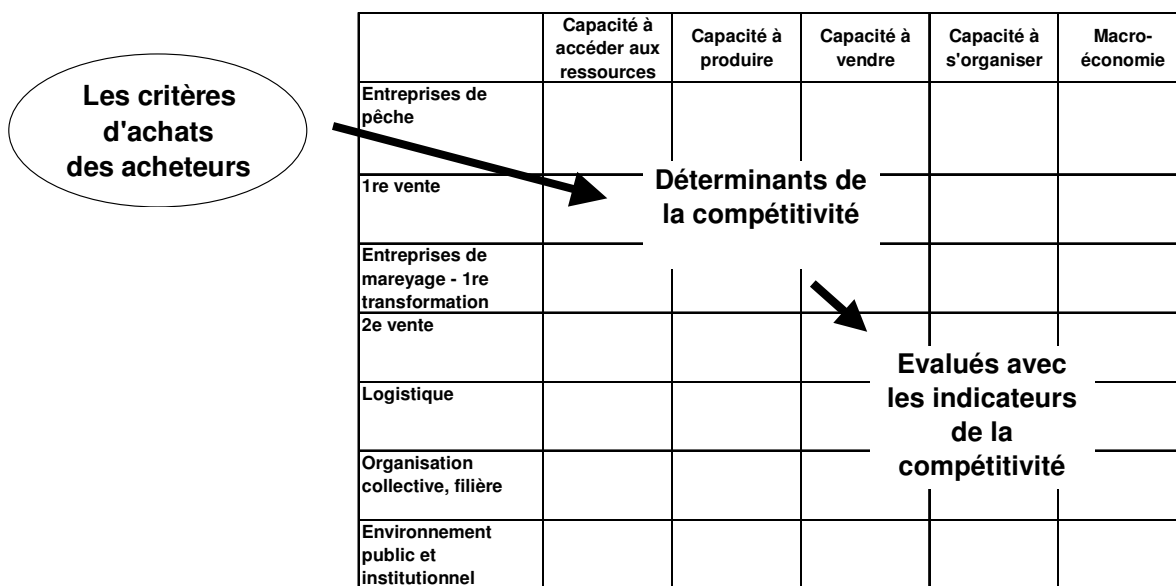 Les critères
d'achats
des acheteurs
Capacité à
accéder aux
ressources
Capacité à
produire
Capacité à
vendre
Capacité à
s'organiser
Macro-
économie
Entreprises de
pêche
1re vente
Entreprises de
mareyage - 1re
transformation
2e vente
Logistique
Organisation
collective, filière
Environnement
public et
institutionnel
Déterminants de
la compétitivité
Evalués avec
les indicateurs
de la
compétitivité